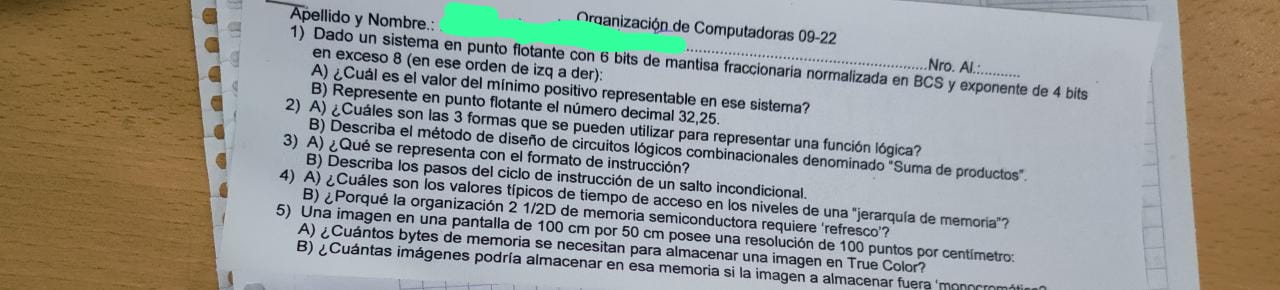 Organización de Computadoras 09-22
Apellido y Nombre.: ..........Nro. Al.:..........
1) Dado un sistema en punto flotante con 6 bits de mantisa fraccionaria normalizada en BCS y exponente de 4 bits
en exceso 8 (en ese orden de izq a der):
A) ¿Cuál es el valor del mínimo positivo representable en ese sistema?
B) Represente en punto flotante el número decimal 32,25.
2) A) ¿Cuáles son las 3 formas que se pueden utilizar para representar una función lógica?
B) Describa el método de diseño de circuitos lógicos combinacionales denominado "Suma de productos".
3) A) ¿Qué se representa con el formato de instrucción?
B) Describa los pasos del ciclo de instrucción de un salto incondicional.
4) A) ¿Cuáles son los valores típicos de tiempo de acceso en los niveles de una "jerarquía de memoria"?
B) ¿Porqué la organización 2 1/2D de memoria semiconductora requiere 'refresco'?
5) Una imagen en una pantalla de 100 cm por 50 cm posee una resolución de 100 puntos por centímetro:
A) ¿Cuántos bytes de memoria se necesitan para almacenar una imagen en True Color?
B) ¿Cuántas imágenes podría almacenar en esa memoria si la imagen a almacenar fuera